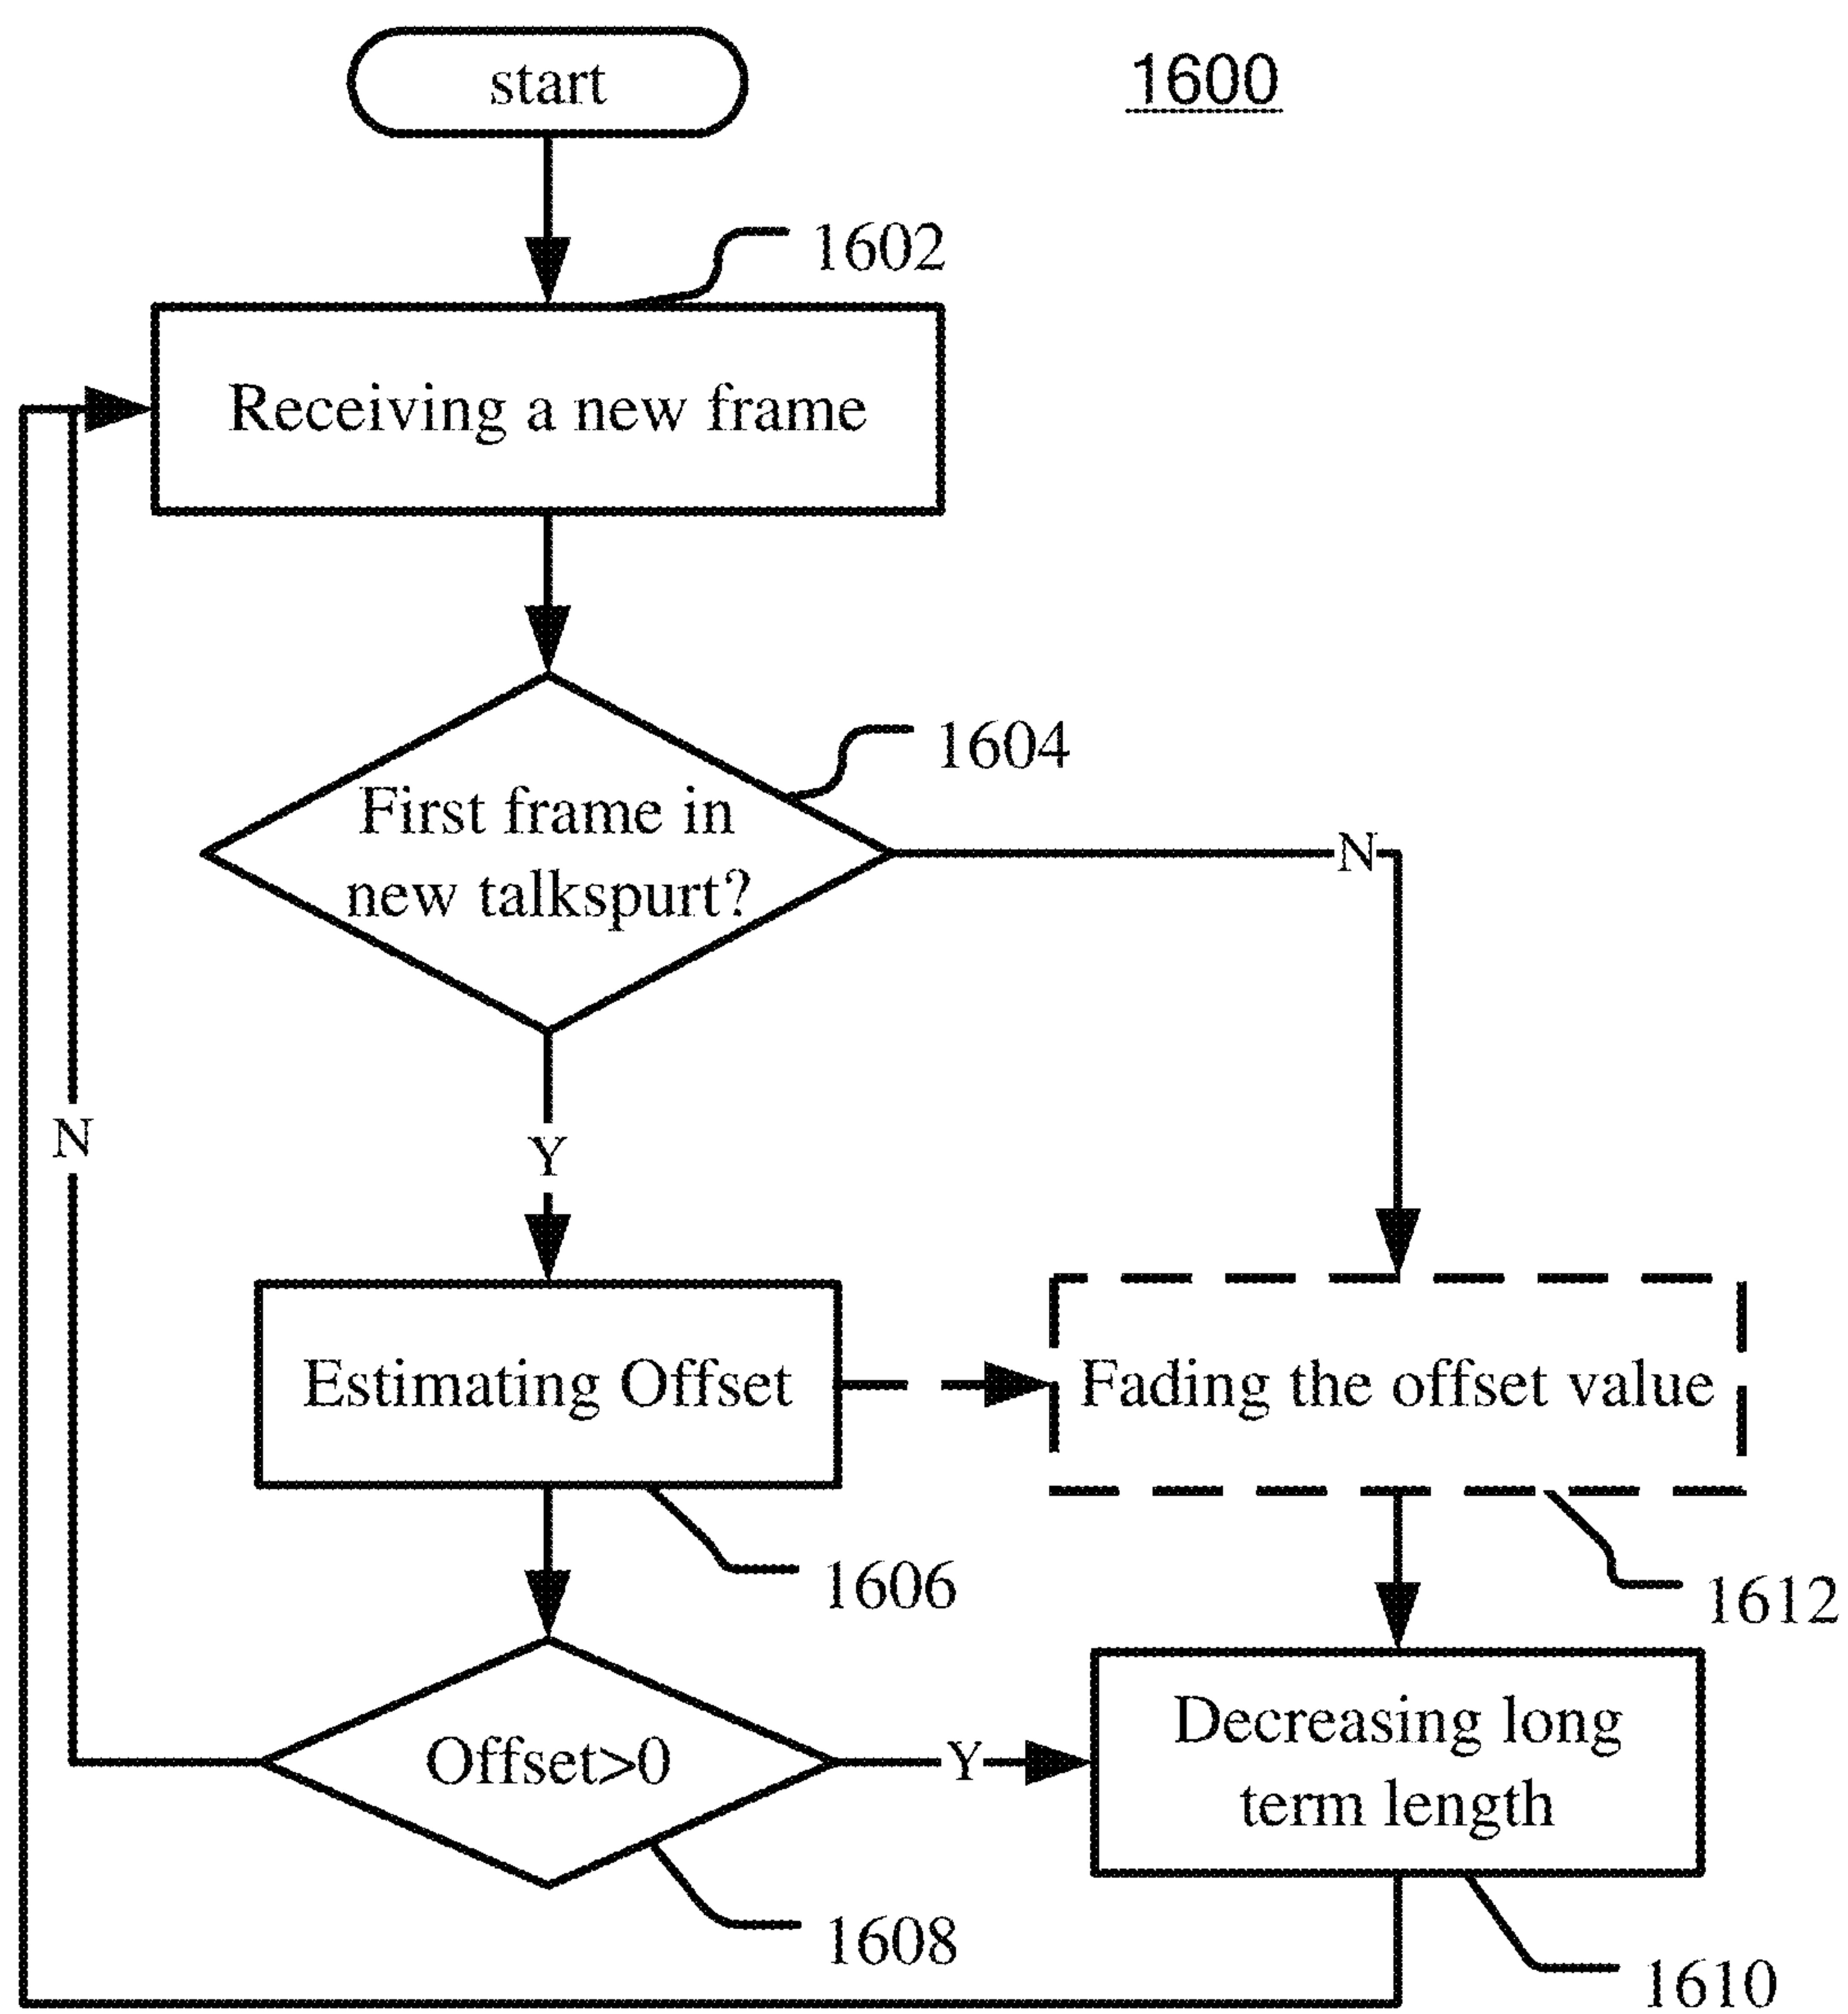 start
1600
1602
Receiving a new frame
1604
First frame in
new talkspurt?
N
N
Y
Estimating Offset
Fading the offset value
1606
1612
Offset>0
Y
Decreasing long
term length
1608
1610